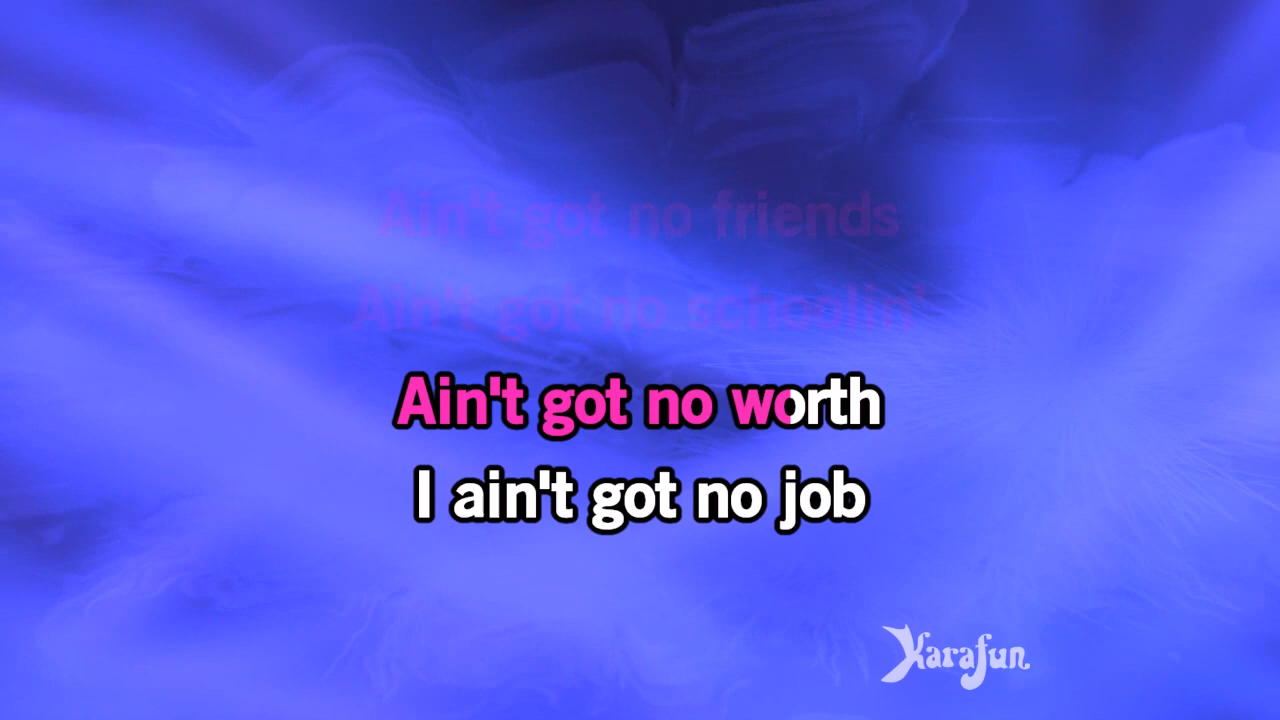 Ain't got no friends
Ain't got no schoolin'
Ain't got no worth
I ain't got no job
Karafun